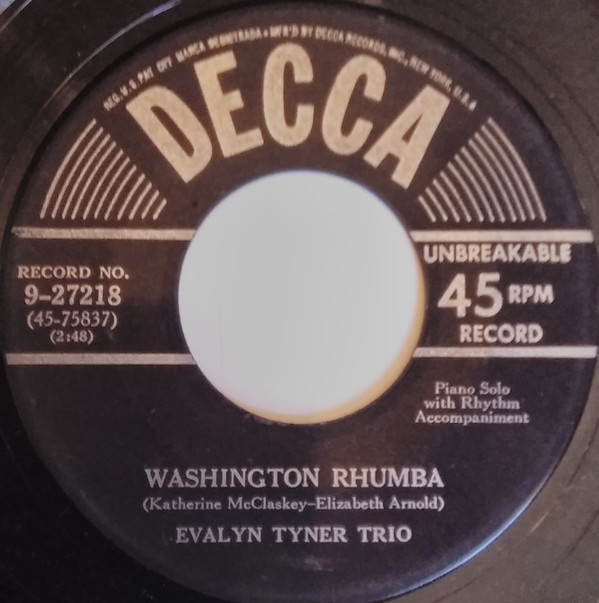 REG. U.S. PAT OFF MARCA REGISTRADA • MF'D BY DECCA RECORDS, INC., NEW YORK, U.S.A
DECCA
RECORD NO.
9-27218
(45-75837)
(2:48)
UNBREAKABLE
45 RPM
RECORD
Piano Solo
with Rhythm
Accompaniment
WASHINGTON RHUMBA
(Katherine McClaskey-Elizabeth Arnold)
EVALYN TYNER TRIO